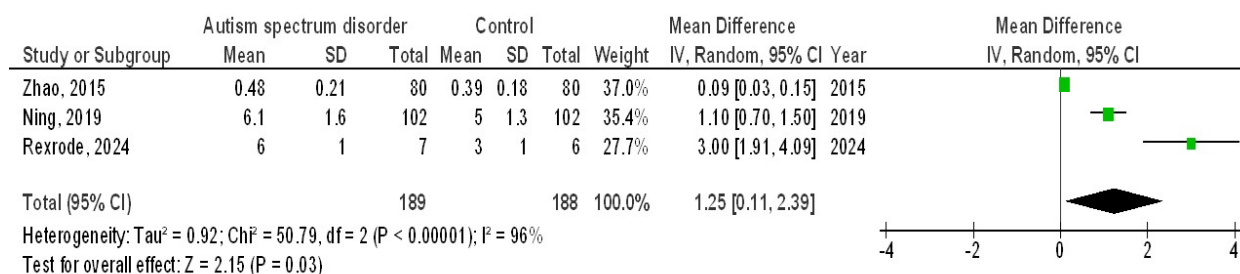 Autism spectrum disorder Control Mean Difference Mean Difference
Study or Subgroup Mean SD Total Mean SD Total Weight IV, Random, 95% CI Year IV, Random, 95% CI
Zhao, 2015 0.48 0.21 80 0.39 0.18 80 37.0% 0.09 [0.03, 0.15] 2015
Ning, 2019 6.1 1.6 102 5 1.3 102 35.4% 1.10 [0.70, 1.50] 2019
Rexrode, 2024 6 1 7 3 1 6 27.7% 3.00 [1.91, 4.09] 2024
Total (95% CI) 189 188 100.0% 1.25 [0.11, 2.39]
Heterogeneity: Tau² = 0.92; Chi² = 50.79, df = 2 (P < 0.00001); I² = 96%
Test for overall effect: Z = 2.15 (P = 0.03)
-4 -2 0 2 4